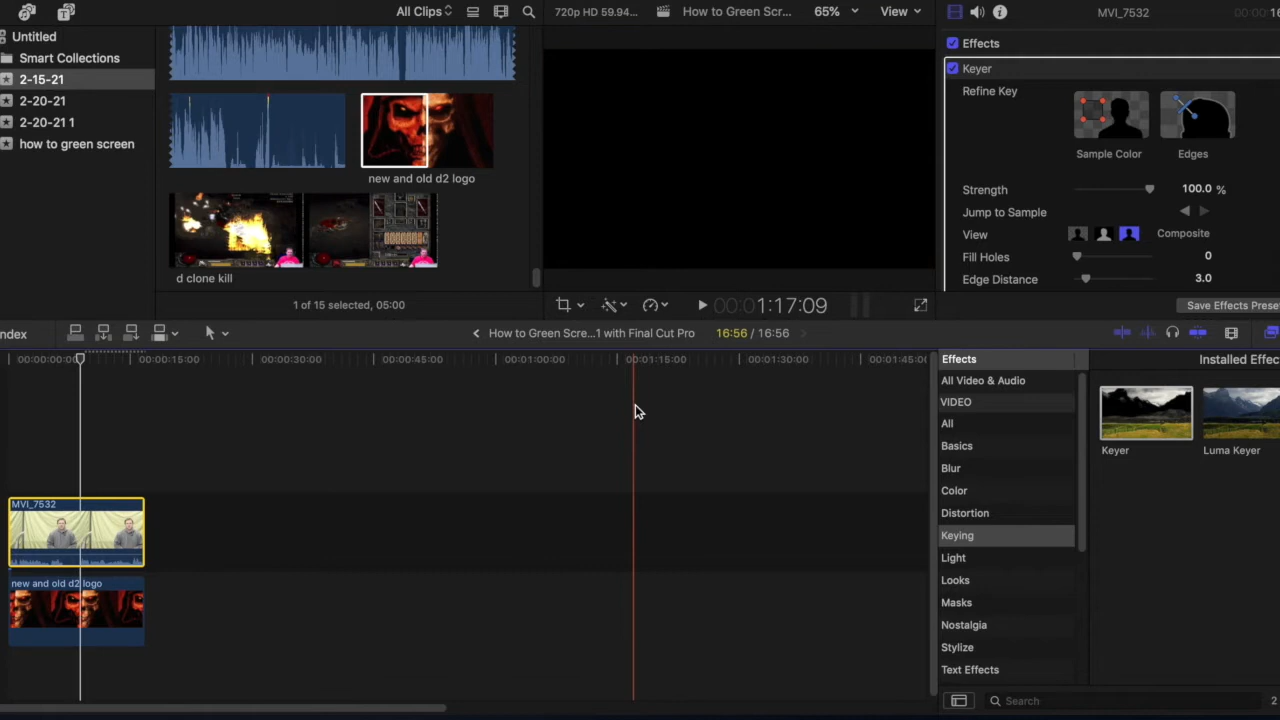 All Clips
720p HD 59.94...
How to Green Scr...
65%
View
MVI_7532
Untitled
Smart Collections
2-15-21
2-20-21
2-20-21 1
how to green screen
new and old d2 logo
d clone kill
1 of 15 selected, 05:00
Effects
Keyer
Refine Key
Sample Color
Edges
Strength
100.0 %
Jump to Sample
View
Composite
Fill Holes
0
Edge Distance
3.0
00:00:1:17:09
Save Effects Preset
ndex
How to Green Scre...1 with Final Cut Pro
16:56 / 16:56
00:00:00:00
00:00:15:00
00:00:30:00
00:00:45:00
00:01:00:00
00:01:15:00
00:01:30:00
00:01:45:00
MVI_7532
new and old d2 logo
Effects
Installed Effec
All Video & Audio
VIDEO
All
Basics
Blur
Color
Distortion
Keying
Light
Looks
Masks
Nostalgia
Stylize
Text Effects
Keyer
Luma Keyer
Search
2